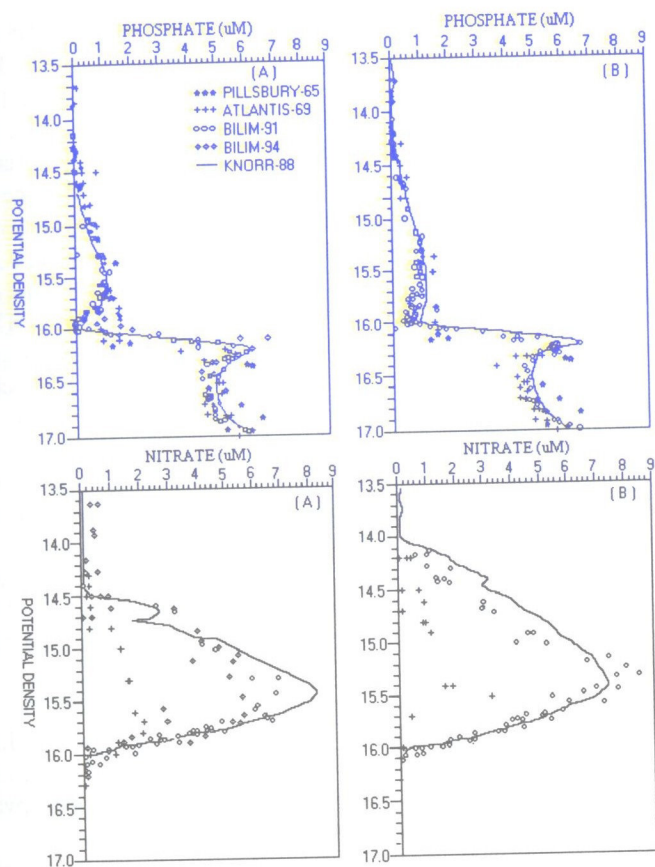 PHOSPHATE (uM)
0 1 2 3 4 5 6 7 8 9
(A)
PILLSBURY-65
ATLANTIS-69
BILIM-91
BILIM-94
KNORR-88
13.5
14.0
14.5
15.0
15.5
16.0
16.5
17.0
POTENTIAL DENSITY
PHOSPHATE (uM)
0 1 2 3 4 5 6 7 8 9
(B)
13.5
14.0
14.5
15.0
15.5
16.0
16.5
17.0
NITRATE (uM)
0 1 2 3 4 5 6 7 8 9
(A)
13.5
14.0
14.5
15.0
15.5
16.0
16.5
17.0
POTENTIAL DENSITY
NITRATE (uM)
0 1 2 3 4 5 6 7 8 9
(B)
13.5
14.0
14.5
15.0
15.5
16.0
16.5
17.0